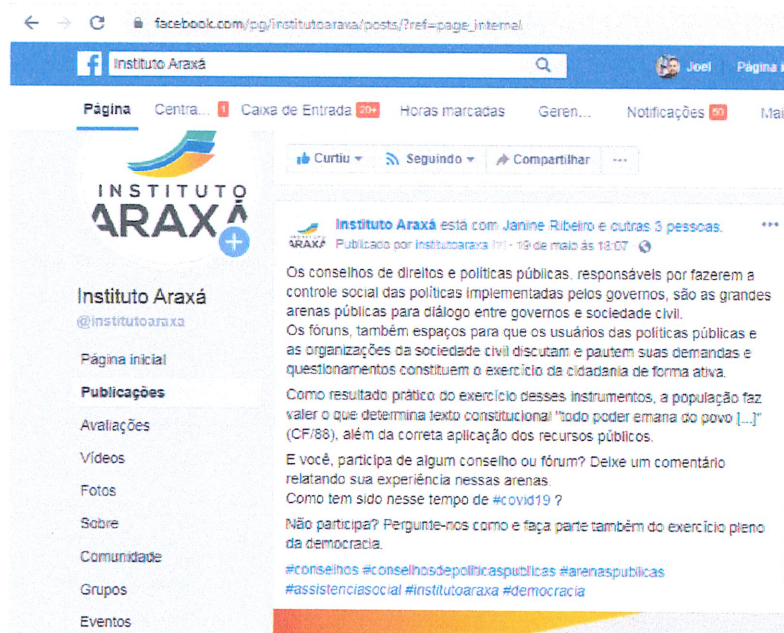 facebook.com/pg/institutoaraxa/posts/?ref=page_internal
Instituto Araxá
Joel
Página i
Página
Centra... 1
Caixa de Entrada 20+
Horas marcadas
Geren...
Notificações 50
Mai
INSTITUTO
ARAXÁ
Instituto Araxá
@institutoaraxa
Página inicial
Publicações
Avaliações
Vídeos
Fotos
Sobre
Comunidade
Grupos
Eventos
Curtiu
Seguindo
Compartilhar
...
INSTITUTO
ARAXÁ
Instituto Araxá está com Janine Ribeiro e outras 3 pessoas.
Publicado por institutoaraxa [?] · 19 de maio às 18:07 ·
Os conselhos de direitos e políticas públicas, responsáveis por fazerem a
controle social das políticas implementadas pelos governos, são as grandes
arenas públicas para diálogo entre governos e sociedade civil.
Os fóruns, também espaços para que os usuários das políticas públicas e
as organizações da sociedade civil discutam e pautem suas demandas e
questionamentos constituem o exercício da cidadania de forma ativa.
Como resultado prático do exercício desses instrumentos, a população faz
valer o que determina texto constitucional "todo poder emana do povo [...]"
(CF/88), além da correta aplicação dos recursos públicos.
E você, participa de algum conselho ou fórum? Deixe um comentário
relatando sua experiência nessas arenas.
Como tem sido nesse tempo de #covid19 ?
Não participa? Pergunte-nos como e faça parte também do exercício pleno
da democracia.
#conselhos #conselhosdepoliticaspublicas #arenaspublicas
#assistenciasocial #institutoaraxa #democracia